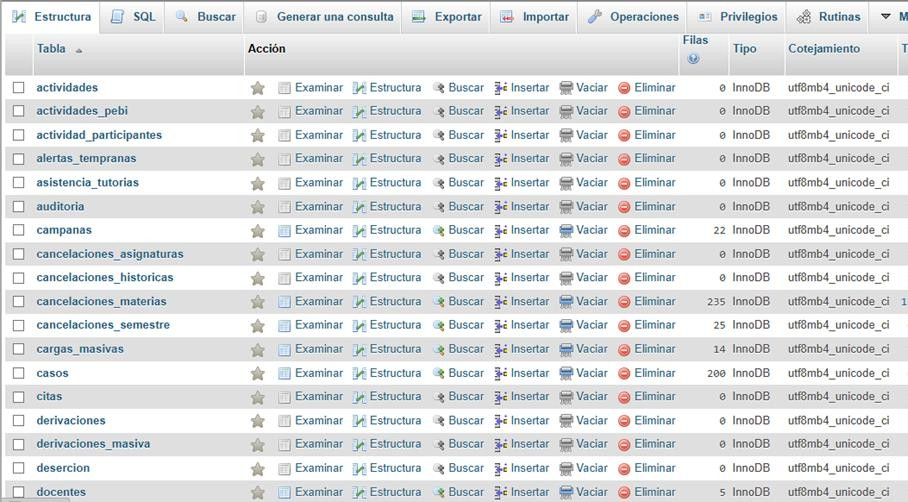 Estructura SQL Buscar Generar una consulta Exportar Importar Operaciones Privilegios Rutinas
Tabla Acción Filas Tipo Cotejamiento
actividades Examinar Estructura Buscar Insertar Vaciar Eliminar 0 InnoDB utf8mb4_unicode_ci
actividades_pebi Examinar Estructura Buscar Insertar Vaciar Eliminar 0 InnoDB utf8mb4_unicode_ci
actividad_participantes Examinar Estructura Buscar Insertar Vaciar Eliminar 0 InnoDB utf8mb4_unicode_ci
alertas_tempranas Examinar Estructura Buscar Insertar Vaciar Eliminar 0 InnoDB utf8mb4_unicode_ci
asistencia_tutorias Examinar Estructura Buscar Insertar Vaciar Eliminar 0 InnoDB utf8mb4_unicode_ci
auditoria Examinar Estructura Buscar Insertar Vaciar Eliminar 0 InnoDB utf8mb4_unicode_ci
campanas Examinar Estructura Buscar Insertar Vaciar Eliminar 22 InnoDB utf8mb4_unicode_ci
cancelaciones_asignaturas Examinar Estructura Buscar Insertar Vaciar Eliminar 0 InnoDB utf8mb4_unicode_ci
cancelaciones_historicas Examinar Estructura Buscar Insertar Vaciar Eliminar 0 InnoDB utf8mb4_unicode_ci
cancelaciones_materias Examinar Estructura Buscar Insertar Vaciar Eliminar 235 InnoDB utf8mb4_unicode_ci
cancelaciones_semestre Examinar Estructura Buscar Insertar Vaciar Eliminar 25 InnoDB utf8mb4_unicode_ci
cargas_masivas Examinar Estructura Buscar Insertar Vaciar Eliminar 14 InnoDB utf8mb4_unicode_ci
casos Examinar Estructura Buscar Insertar Vaciar Eliminar 200 InnoDB utf8mb4_unicode_ci
citas Examinar Estructura Buscar Insertar Vaciar Eliminar 0 InnoDB utf8mb4_unicode_ci
derivaciones Examinar Estructura Buscar Insertar Vaciar Eliminar 0 InnoDB utf8mb4_unicode_ci
derivaciones_masiva Examinar Estructura Buscar Insertar Vaciar Eliminar 0 InnoDB utf8mb4_unicode_ci
desercion Examinar Estructura Buscar Insertar Vaciar Eliminar 0 InnoDB utf8mb4_unicode_ci
docentes Examinar Estructura Buscar Insertar Vaciar Eliminar 5 InnoDB utf8mb4_unicode_ci